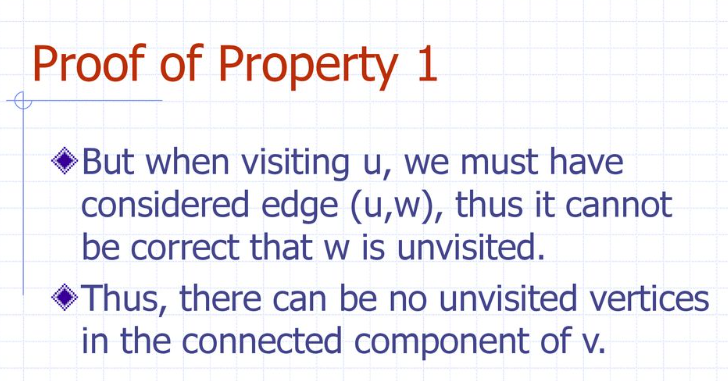 Proof of Property 1
But when visiting u, we must have
considered edge (u,w), thus it cannot
be correct that w is unvisited.
Thus, there can be no unvisited vertices
in the connected component of v.